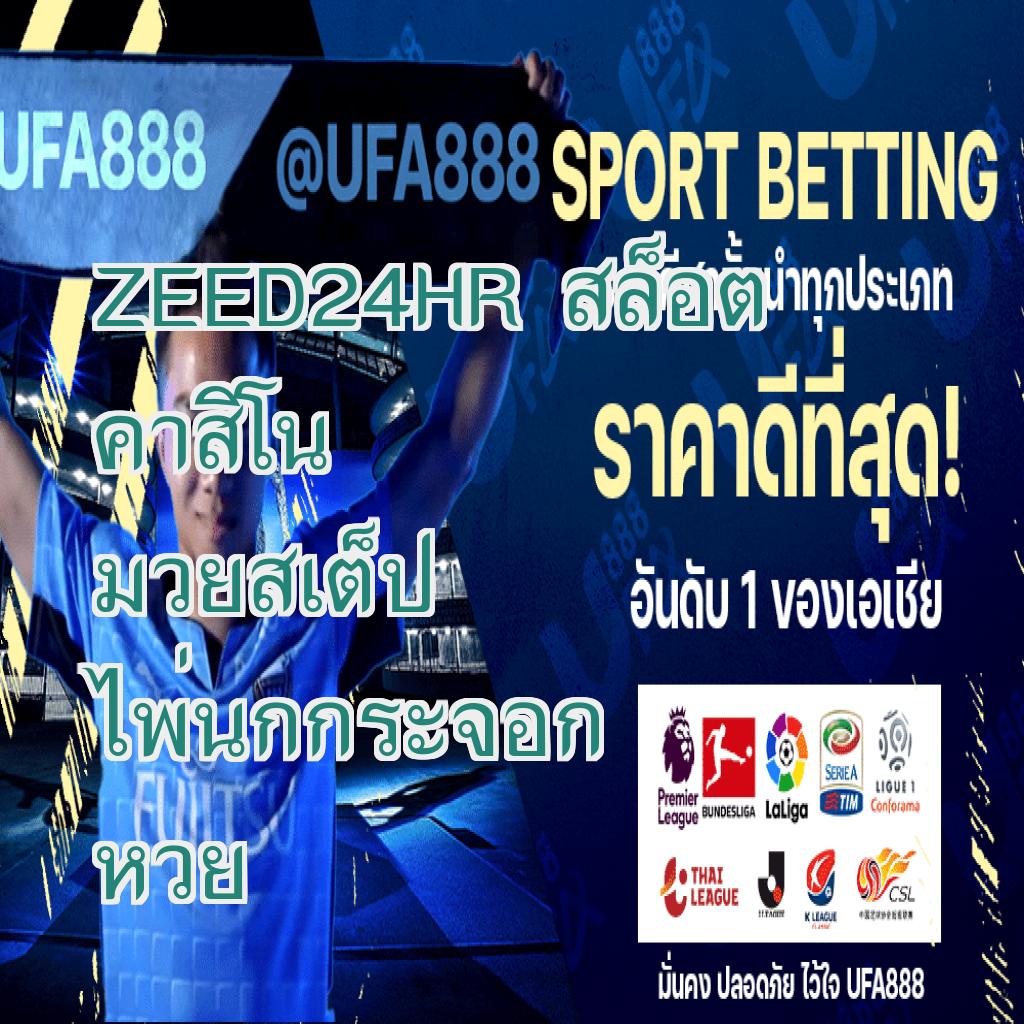 UFA888
@UFA888
SPORT BETTING
นำทุกประเภท
ZEED24HR สล็อต
คาสิโน
มวยสเต็ป
ไพ่นกกระจอก
หวย
ราคาดีที่สุด!
อันดับ 1 ของเอเชีย
FUJITSU
Premier
League
BUNDESLIGA
LaLiga
SERIE A
TIM
LIGUE 1
Conforama
THAI
LEAGUE
J.LEAGUE
K LEAGUE
CSL
มั่นคง ปลอดภัย ไว้ใจ UFA888